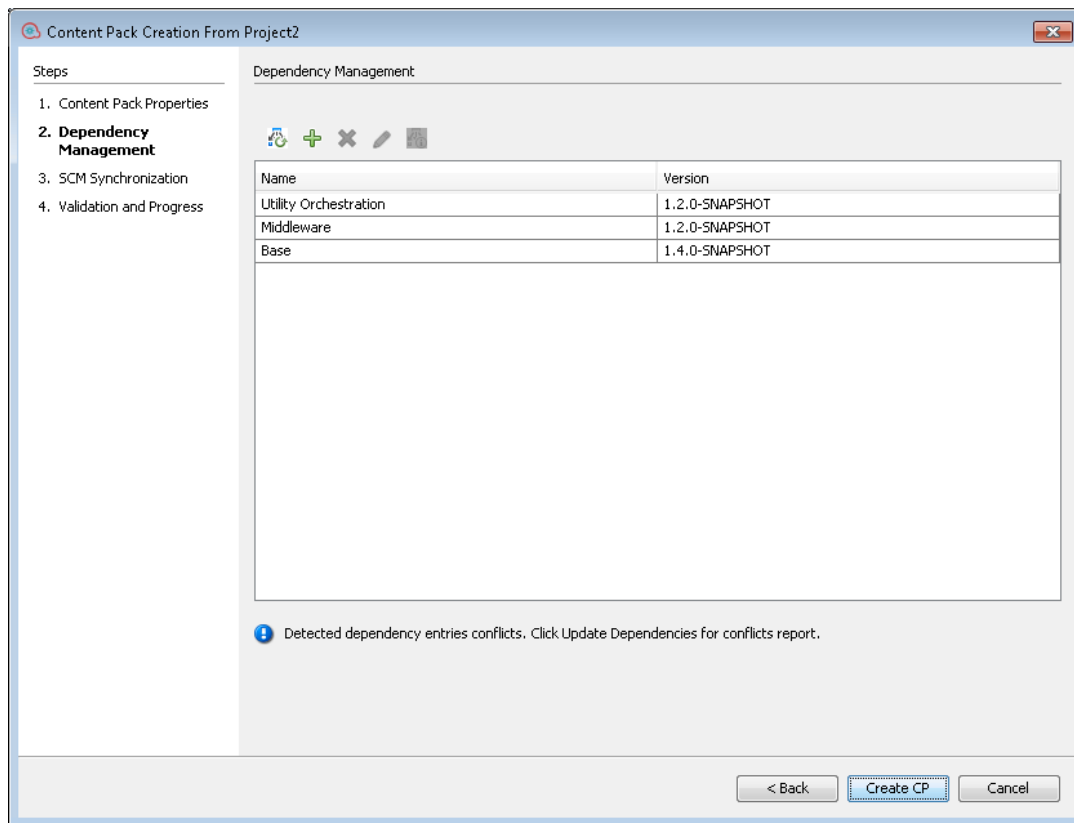 Content Pack Creation From Project2
Steps
1. Content Pack Properties
2. Dependency
Management
3. SCM Synchronization
4. Validation and Progress
Dependency Management
Name Version
Utility Orchestration 1.2.0-SNAPSHOT
Middleware 1.2.0-SNAPSHOT
Base 1.4.0-SNAPSHOT
Detected dependency entries conflicts. Click Update Dependencies for conflicts report.
< Back Create CP Cancel